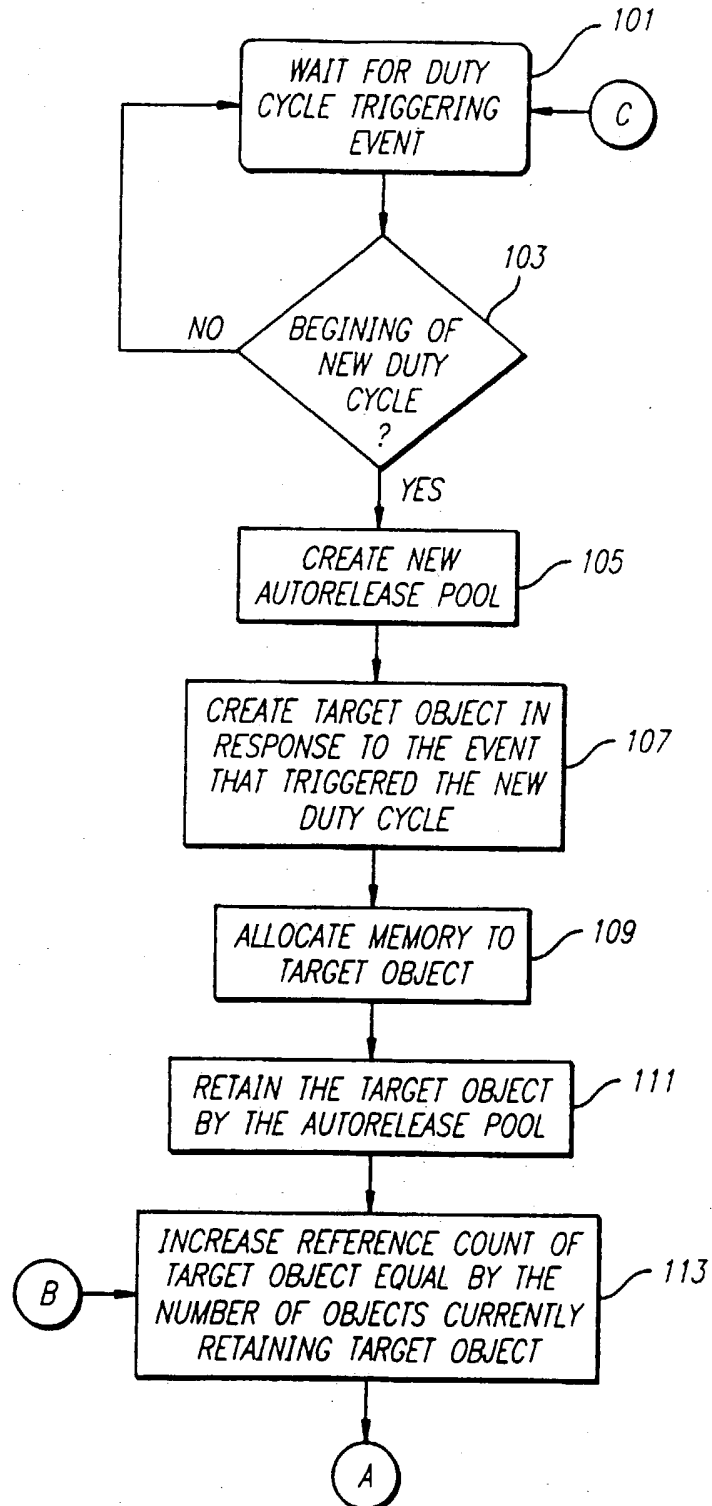 101
WAIT FOR DUTY
CYCLE TRIGGERING
EVENT
C
103
NO
BEGINING OF
NEW DUTY
CYCLE
?
YES
CREATE NEW
AUTORELEASE POOL
105
CREATE TARGET OBJECT IN
RESPONSE TO THE EVENT
THAT TRIGGERED THE NEW
DUTY CYCLE
107
ALLOCATE MEMORY TO
TARGET OBJECT
109
RETAIN THE TARGET OBJECT
BY THE AUTORELEASE POOL
111
B
INCREASE REFERENCE COUNT OF
TARGET OBJECT EQUAL BY THE
NUMBER OF OBJECTS CURRENTLY
RETAINING TARGET OBJECT
113
A